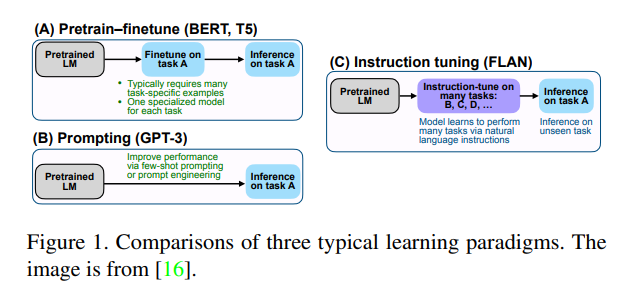 (A) Pretrain–finetune (BERT, T5)
Pretrained
LM
Finetune on
task A
Inference
on task A
• Typically requires many
task-specific examples
• One specialized model
for each task
(B) Prompting (GPT-3)
Pretrained
LM
Improve performance
via few-shot prompting
or prompt engineering
Inference
on task A
(C) Instruction tuning (FLAN)
Pretrained
LM
Instruction-tune on
many tasks:
B, C, D, ...
Inference
on task A
Model learns to perform
many tasks via natural
language instructions
Inference on
unseen task
Figure 1. Comparisons of three typical learning paradigms. The
image is from [16].